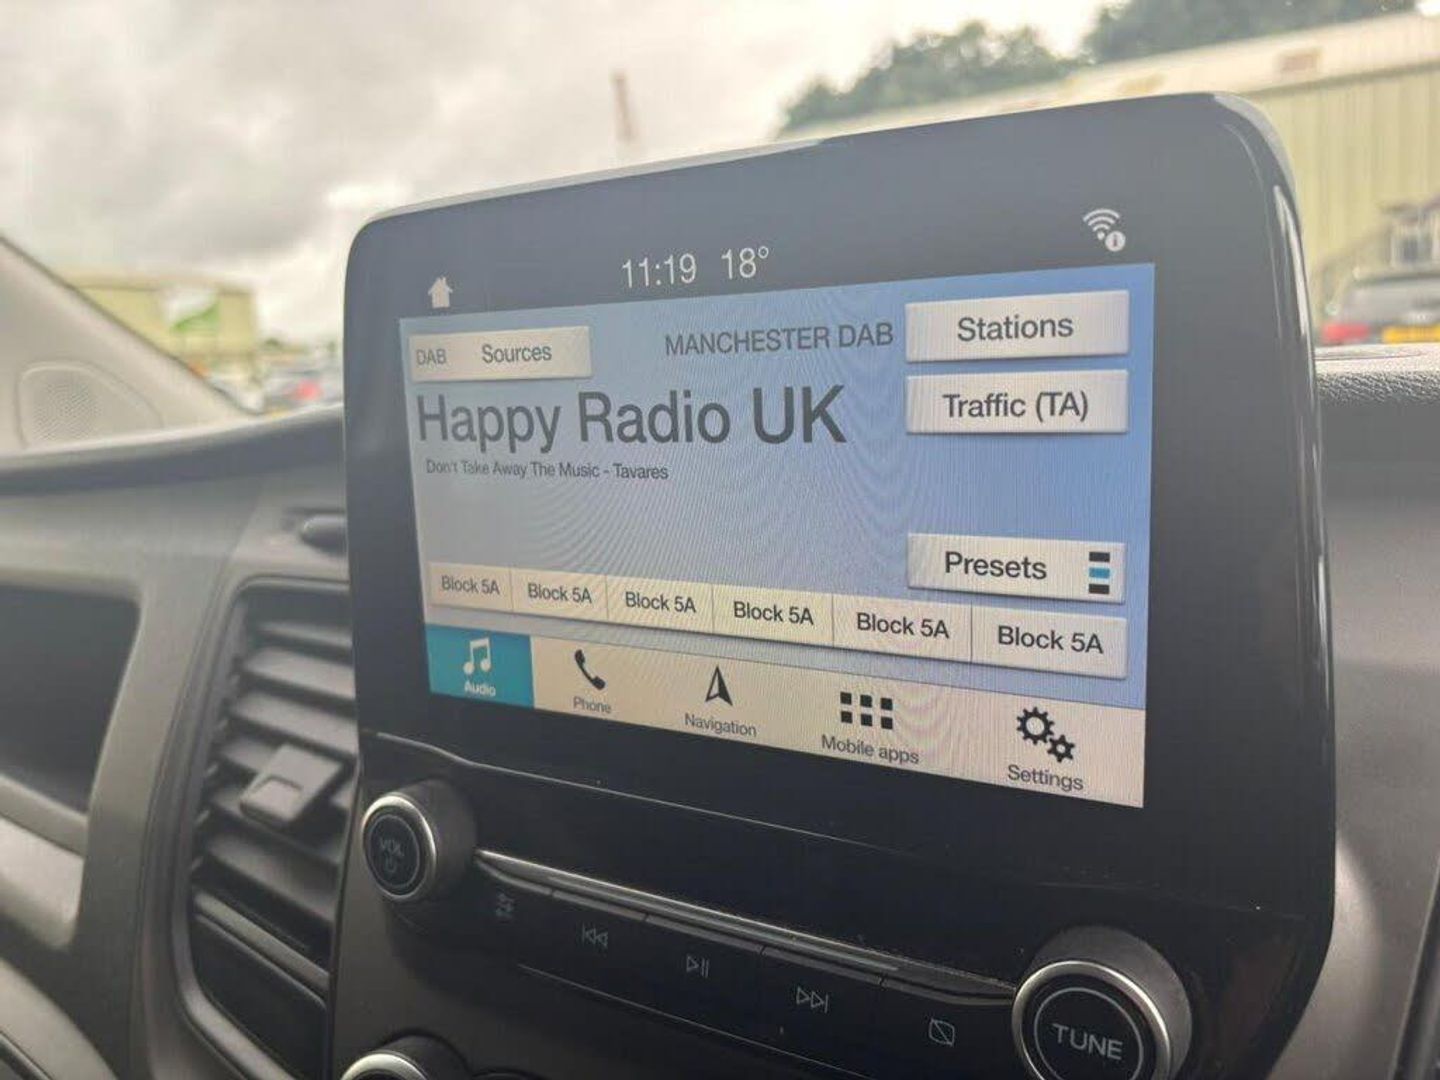 11:19 18°
DAB Sources
MANCHESTER DAB
Stations
Happy Radio UK
Traffic (TA)
Don't Take Away The Music - Tavares
Presets
Block 5A Block 5A Block 5A Block 5A Block 5A Block 5A
Audio Phone Navigation Mobile apps Settings
VOL
TUNE